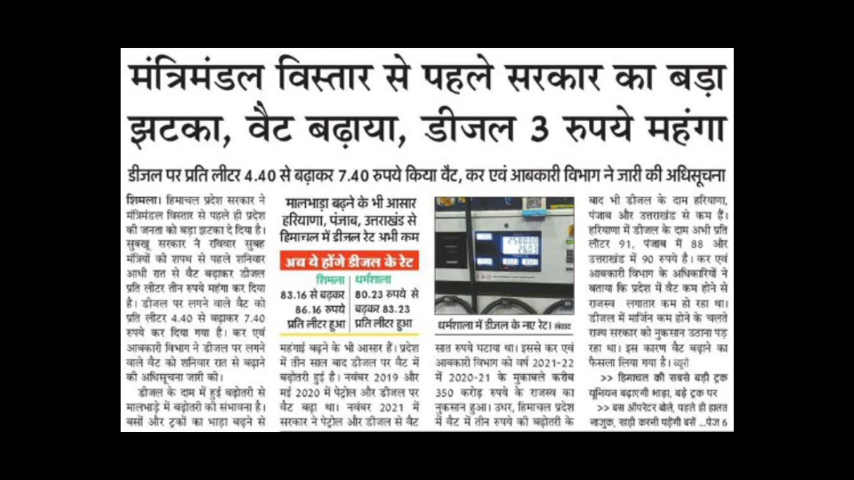 मंत्रिमंडल विस्तार से पहले सरकार का बड़ा
झटका, वैट बढ़ाया, डीजल 3 रुपये महंगा
डीजल पर प्रति लीटर 4.40 से बढ़ाकर 7.40 रुपये किया वैट, कर एवं आबकारी विभाग ने जारी की अधिसूचना
शिमला। हिमाचल प्रदेश सरकार ने
मंत्रिमंडल विस्तार से पहले ही प्रदेश
की जनता को बड़ा झटका दे दिया है।
सुक्खू सरकार ने रविवार सुबह
मंत्रियों की शपथ से पहले शनिवार
आधी रात से वैट बढ़ाकर डीजल
प्रति लीटर तीन रुपये महंगा कर दिया
है। डीजल पर लगने वाले वैट को
प्रति लीटर 4.40 से बढ़ाकर 7.40
रुपये कर दिया गया है। कर एवं
आबकारी विभाग ने डीजल पर लगने
वाले वैट को शनिवार रात से बढ़ाने
की अधिसूचना जारी की।
डीजल के दाम में हुई बढ़ोतरी से
मालभाड़े में बढ़ोतरी की संभावना है।
बसों और ट्रकों का भाड़ा बढ़ने से
मालभाड़ा बढ़ने के भी आसार
हरियाणा, पंजाब, उत्तराखंड से
हिमाचल में डीजल रेट अभी कम
अब ये होंगे डीजल के रेट
शिमला
83.16 से बढ़कर
86.16 रुपये
प्रति लीटर हुआ
धर्मशाला
80.23 रुपये से
बढ़कर 83.23
प्रति लीटर हुआ
महंगाई बढ़ने के भी आसार हैं। प्रदेश
में तीन साल बाद डीजल पर वैट में
बढ़ोतरी हुई है। नवंबर 2019 और
मई 2020 में पेट्रोल और डीजल पर
वैट बढ़ा था। नवंबर 2021 में
सरकार ने पेट्रोल और डीजल से वैट
धर्मशाला में डीजल के नए रेट। संवाद
सात रुपये घटाया था। इससे कर एवं
आबकारी विभाग को वर्ष 2021-22
में 2020-21 के मुकाबले करीब
350 करोड़ रुपये के राजस्व का
नुकसान हुआ। उधर, हिमाचल प्रदेश
में वैट में तीन रुपये की बढ़ोतरी के
बाद भी डीजल के दाम हरियाणा,
पंजाब और उत्तराखंड से कम हैं।
हरियाणा में डीजल के दाम अभी प्रति
लीटर 91, पंजाब में 88 और
उत्तराखंड में 90 रुपये है। कर एवं
आबकारी विभाग के अधिकारियों ने
बताया कि प्रदेश में वैट कम होने से
राजस्व लगातार कम हो रहा था।
डीजल में मार्जिन कम होने के चलते
राज्य सरकार को नुकसान उठाना पड़
रहा था। इस कारण वैट बढ़ाने का
फैसला लिया गया है। ब्यूरो
>> हिमाचल की सबसे बड़ी ट्रक
यूनियन बढ़ाएगी भाड़ा, बड़े ट्रक पर
>> बस ऑपरेटर बोले, पहले ही हालत
नाजुक, खड़ी करनी पड़ेंगी बसें ...पेज 6